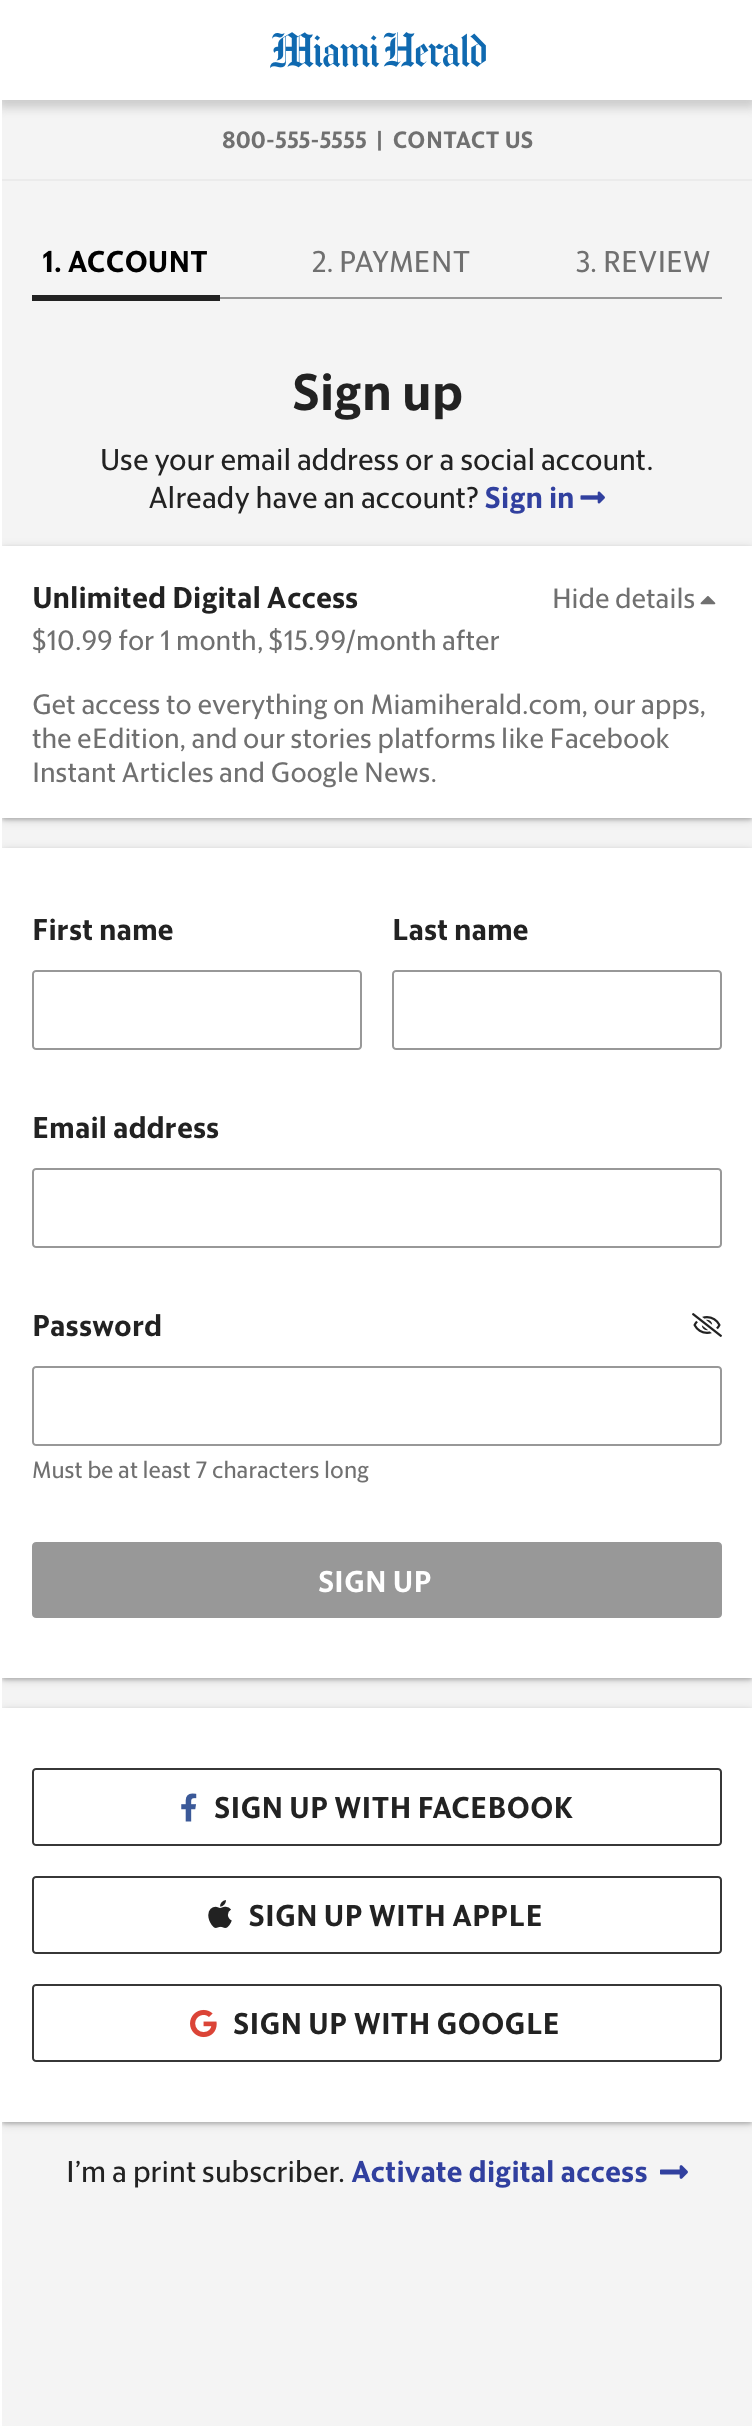 Miami Herald
800-555-5555 | CONTACT US
1. ACCOUNT 2. PAYMENT 3. REVIEW
Sign up
Use your email address or a social account.
Already have an account? Sign in →
Unlimited Digital Access Hide details
$10.99 for 1 month, $15.99/month after
Get access to everything on Miamiherald.com, our apps,
the eEdition, and our stories platforms like Facebook
Instant Articles and Google News.
First name Last name
Email address
Password
Must be at least 7 characters long
SIGN UP
SIGN UP WITH FACEBOOK
SIGN UP WITH APPLE
SIGN UP WITH GOOGLE
I’m a print subscriber. Activate digital access →